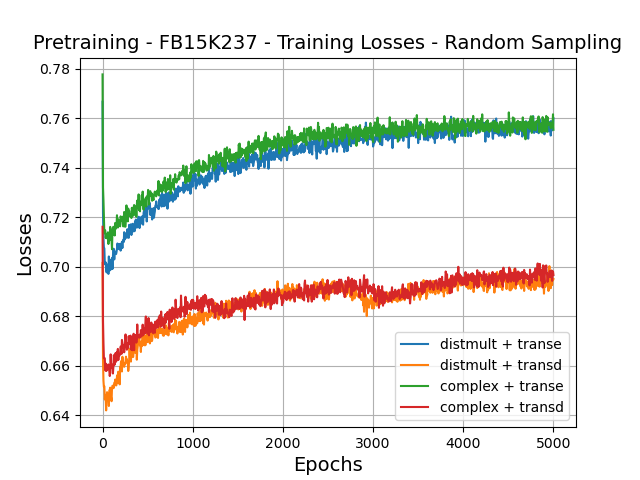 Pretraining - FB15K237 - Training Losses - Random Sampling
0.78
0.76
0.74
0.72
0.70
0.68
0.66
0.64
Losses
distmult + transe
distmult + transd
complex + transe
complex + transd
0 1000 2000 3000 4000 5000
Epochs